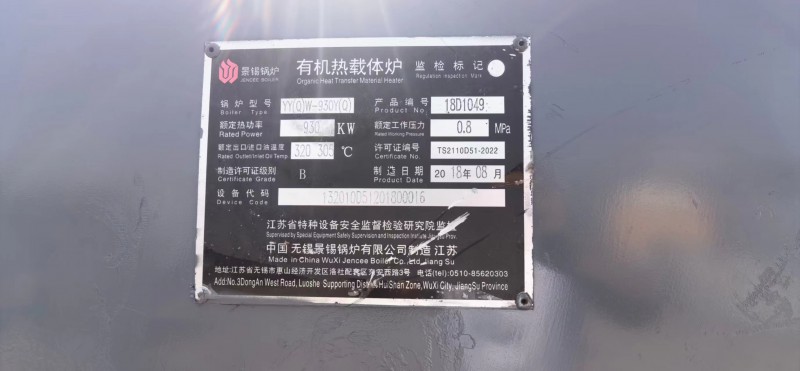 景锡锅炉
JENCEE BOILER
有机热载体炉
Organic Heat Transfer Material Heater
监检标记
Regulation Inspection Mark
锅炉型号 YY(Q)W-930Y(Q) 产品编号 18D1049
Boiler Type Product No
额定热功率 930 KW 额定工作压力 0.8 MPa
Rated Power Rated Working Pressure
额定出口/进口油温度 320 305 ℃ 许可证编号 TS2110D51-2022
Rated Outlet/Inlet Oil Temp Certificate No.
制造许可证级别 B 制造日期 2018年08月
Certificate Grade Product Date
设备代码 132010D51201800016
Device Code
江苏省特种设备安全监督检验研究院监检
Supervised by Special Equipment Safety Supervision and Inspection Institute Jiangsu Prov.
中国 无锡景锡锅炉有限公司制造 江苏
Made in China WuXi Jencee Boiler Co., Ltd Jiang Su
地址:江苏省无锡市惠山经济开发区洛社配套区东安西路3号 电话(tel)0510-85620303
Add:No.3DongAn West Road, Luoshe Supporting Distri HuiShan Zone,WuXi City, JiangSu Province